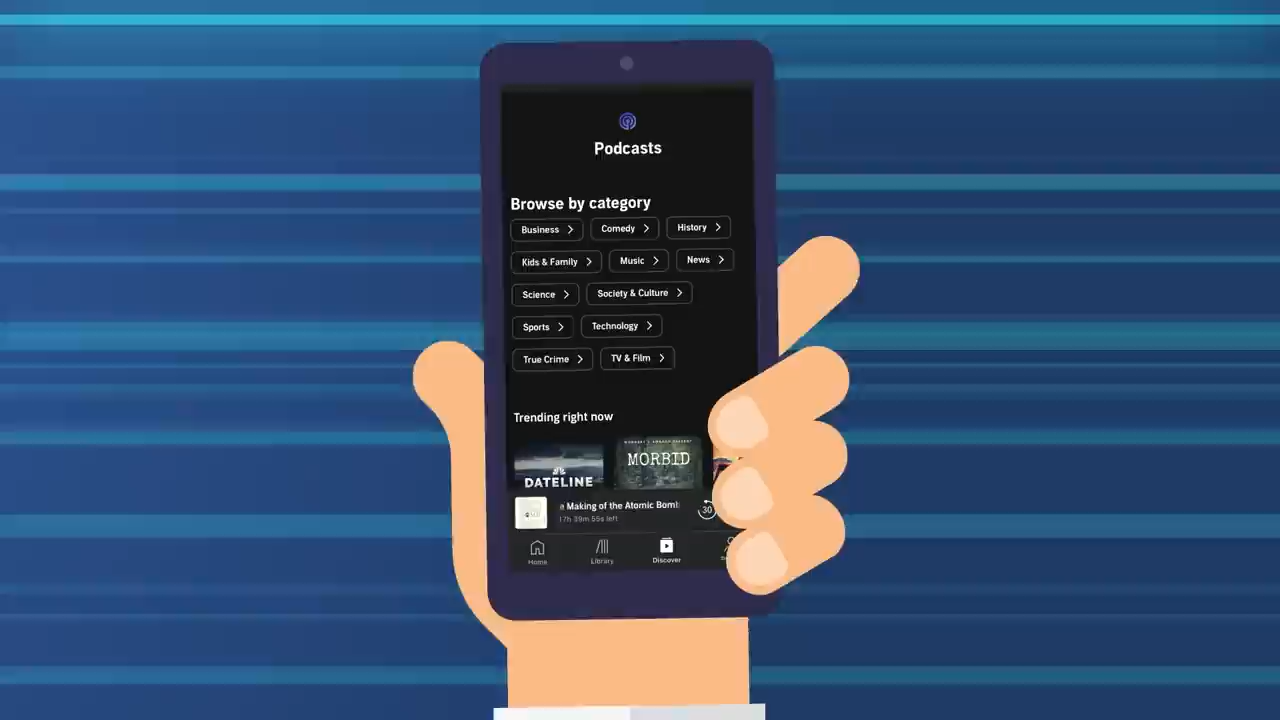 Podcasts
Browse by category
Business Comedy History
Kids & Family Music News
Science Society & Culture
Sports Technology
True Crime TV & Film
Trending right now
DATELINE
MORBID
Making of the Atomic Bomb
17h 39m 59s left
30
Home Library Discover